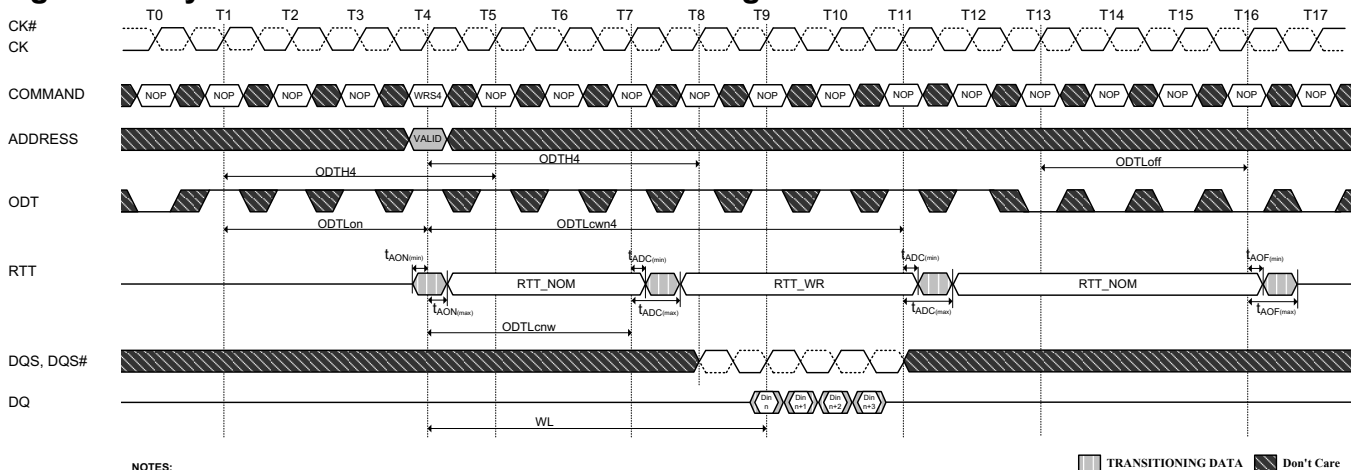 T0 T1 T2 T3 T4 T5 T6 T7 T8 T9 T10 T11 T12 T13 T14 T15 T16 T17
CK#
CK
COMMAND NOP NOP NOP NOP WRS4 NOP NOP NOP NOP NOP NOP NOP NOP NOP NOP NOP NOP NOP
ADDRESS VALID
ODTH4 ODTLoff
ODTH4
ODT
ODTLon ODTLcwn4
tAON(min) tADC(min) tADC(min) tAOF(min)
RTT RTT_NOM RTT_WR RTT_NOM
tAON(max) tADC(max) tADC(max) tAOF(max)
ODTLcnw
DQS, DQS#
DQ Din n Din n+1 Din n+2 Din n+3
WL
TRANSITIONING DATA Don't Care
NOTES: